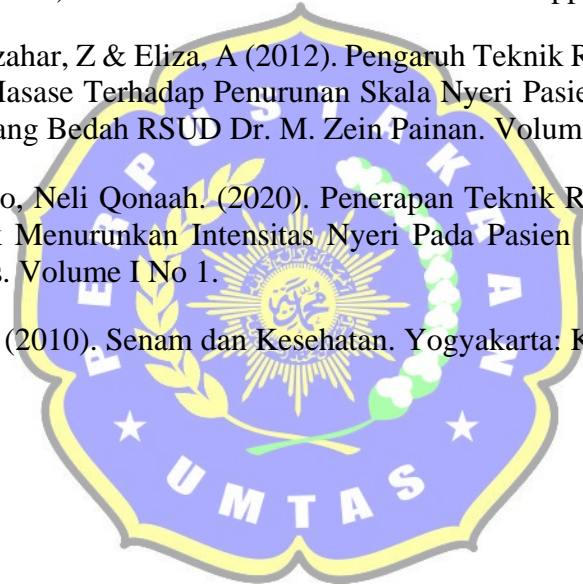 zahar, Z & Eliza, A (2012). Pengaruh Teknik R
Masase Terhadap Penurunan Skala Nyeri Pasie
ang Bedah RSUD Dr. M. Zein Painan. Volum
o, Neli Qonaah. (2020). Penerapan Teknik R
Menurunkan Intensitas Nyeri Pada Pasien
s. Volume I No 1.
(2010). Senam dan Kesehatan. Yogyakarta: K
PERPUSTAKAAN
UMTAS